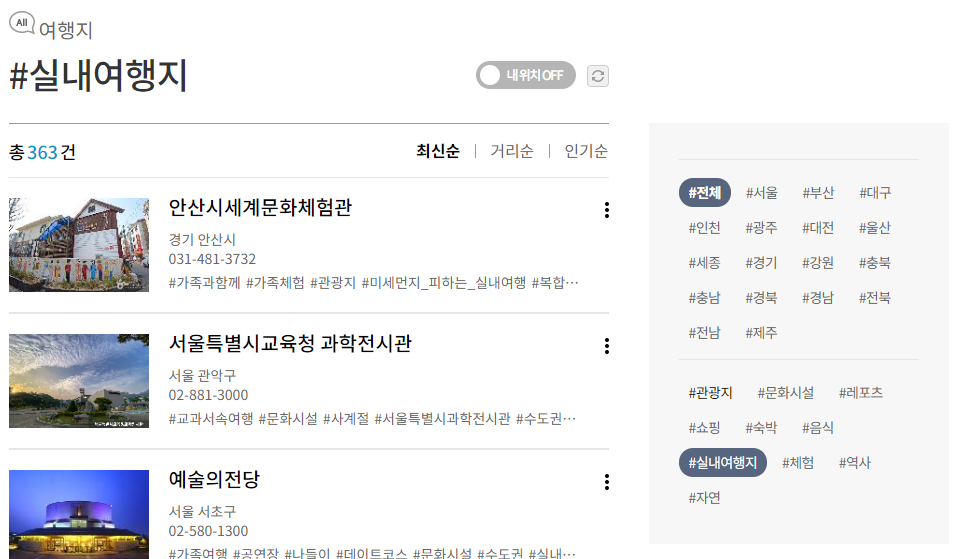 All 여행지
#실내여행지
내 위치 OFF
총 363 건
최신순 | 거리순 | 인기순
안산시세계문화체험관
경기 안산시
031-481-3732
#가족과함께 #가족체험 #관광지 #미세먼지_피하는_실내여행 #복합…
서울특별시교육청 과학전시관
서울 관악구
02-881-3000
#교과서속여행 #문화시설 #사계절 #서울특별시과학전시관 #수도권…
예술의전당
서울 서초구
02-580-1300
#가족여행 #공연장 #나들이 #데이트코스 #문화시설 #수도권 #실내…
#전체 #서울 #부산 #대구
#인천 #광주 #대전 #울산
#세종 #경기 #강원 #충북
#충남 #경북 #경남 #전북
#전남 #제주
#관광지 #문화시설 #레포츠
#쇼핑 #숙박 #음식
#실내여행지 #체험 #역사
#자연